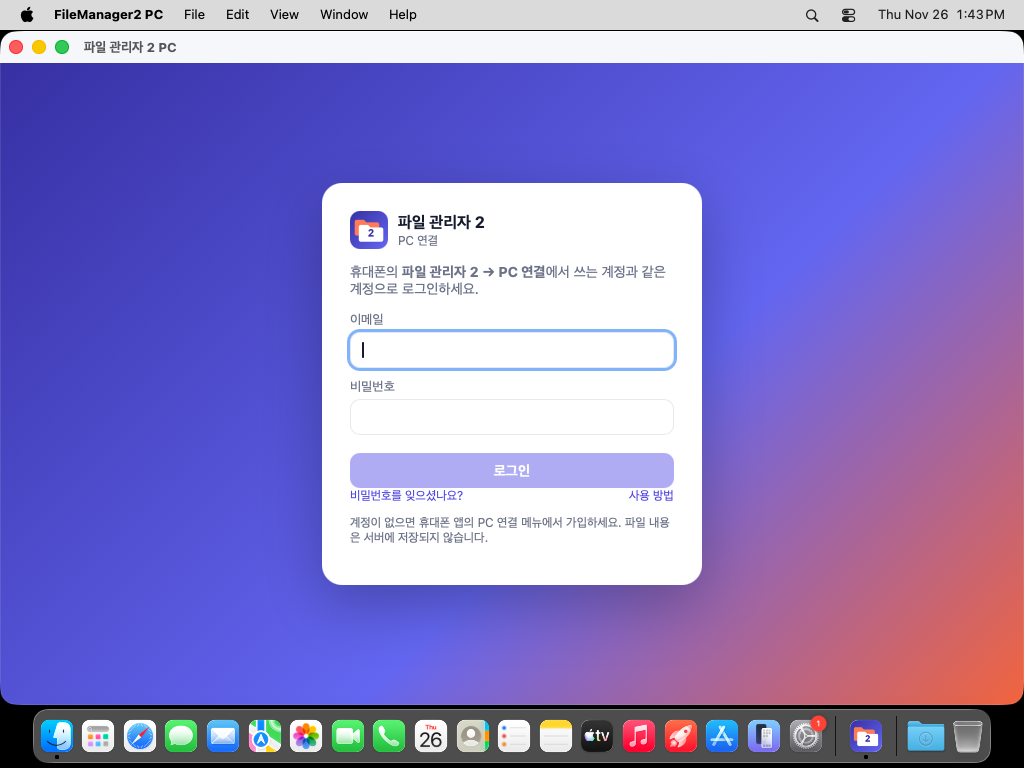 FileManager2 PC File Edit View Window Help Thu Nov 26 1:43 PM
파일 관리자 2 PC
2
파일 관리자 2
PC 연결
휴대폰의 파일 관리자 2 → PC 연결에서 쓰는 계정과 같은
계정으로 로그인하세요.
이메일
비밀번호
로그인
비밀번호를 잊으셨나요? 사용 방법
계정이 없으면 휴대폰 앱의 PC 연결 메뉴에서 가입하세요. 파일 내용
은 서버에 저장되지 않습니다.
Thu
26
tv
1
2